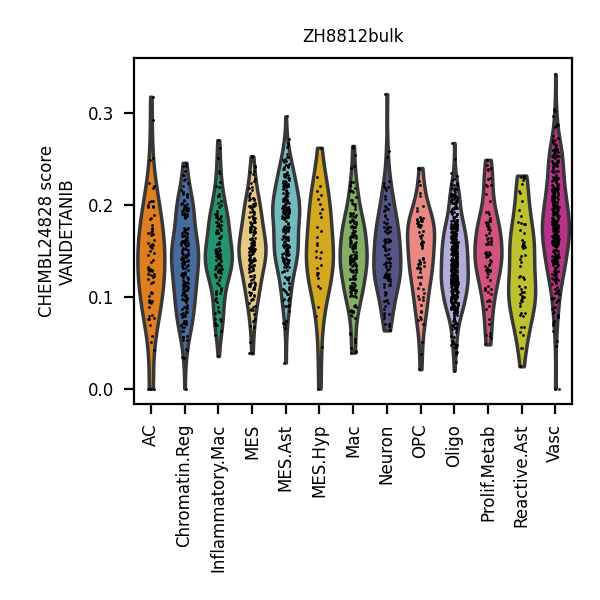 ZH8812bulk
CHEMBL24828 score
VANDETANIB
0.3
0.2
0.1
0.0
AC
Chromatin.Reg
Inflammatory.Mac
MES
MES.Ast
MES.Hyp
Mac
Neuron
OPC
Oligo
Prolif.Metab
Reactive.Ast
Vasc